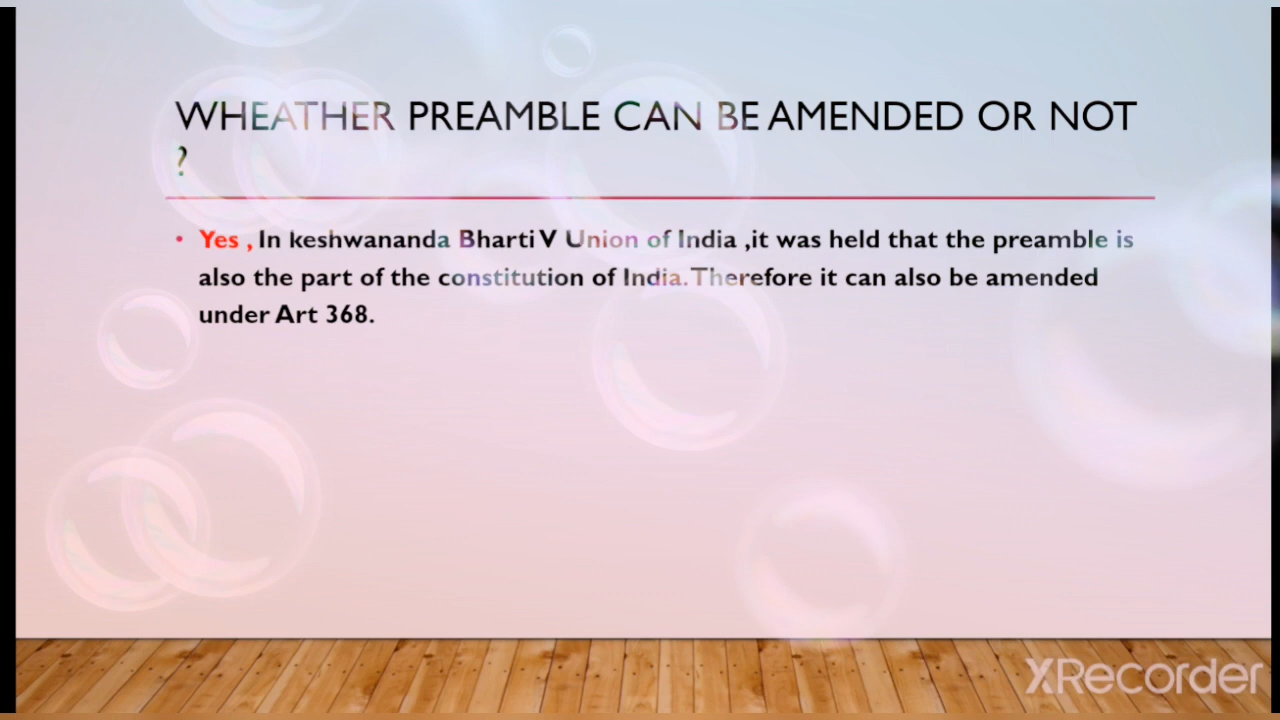 WHEATHER PREAMBLE CAN BE AMENDED OR NOT
?
• Yes , In keshwananda Bharti V Union of India ,it was held that the preamble is
also the part of the constitution of India. Therefore it can also be amended
under Art 368.
XRecorder